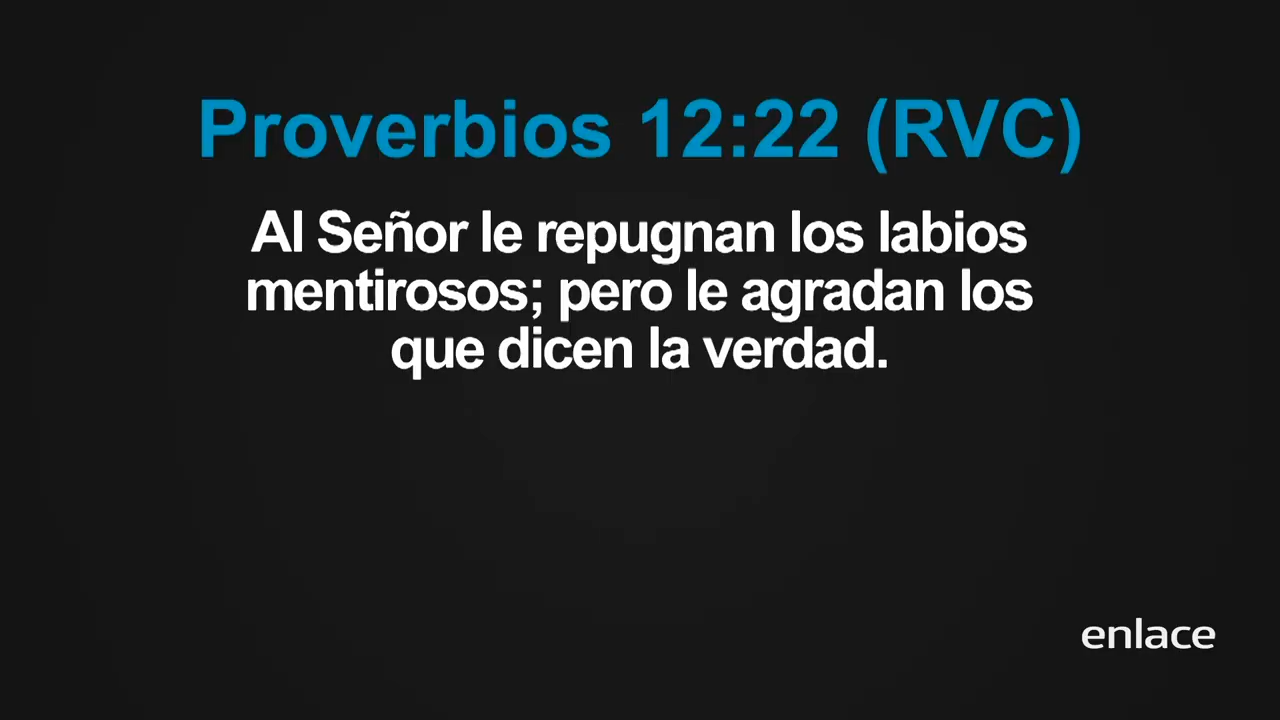 Proverbios 12:22 (RVC)
Al Señor le repugnan los labios
mentirosos; pero le agradan los
que dicen la verdad.
enlace